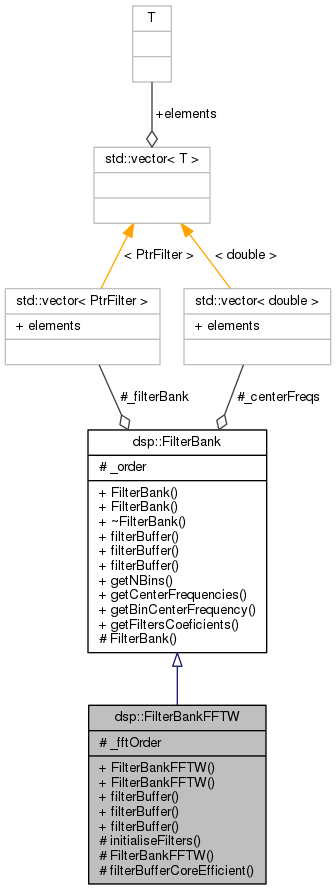 T
+elements
std::vector< T >
< PtrFilter >
< double >
std::vector< PtrFilter >
+ elements
std::vector< double >
+ elements
#_filterBank
#_centerFreqs
dsp::FilterBank
# _order
+ FilterBank()
+ FilterBank()
+ ~FilterBank()
+ filterBuffer()
+ filterBuffer()
+ filterBuffer()
+ getNBins()
+ getCenterFrequencies()
+ getBinCenterFrequency()
+ getFiltersCoeficients()
# FilterBank()
dsp::FilterBankFFTW
# _fftOrder
+ FilterBankFFTW()
+ FilterBankFFTW()
+ filterBuffer()
+ filterBuffer()
+ filterBuffer()
# initialiseFilters()
# FilterBankFFTW()
# filterBufferCoreEfficient()